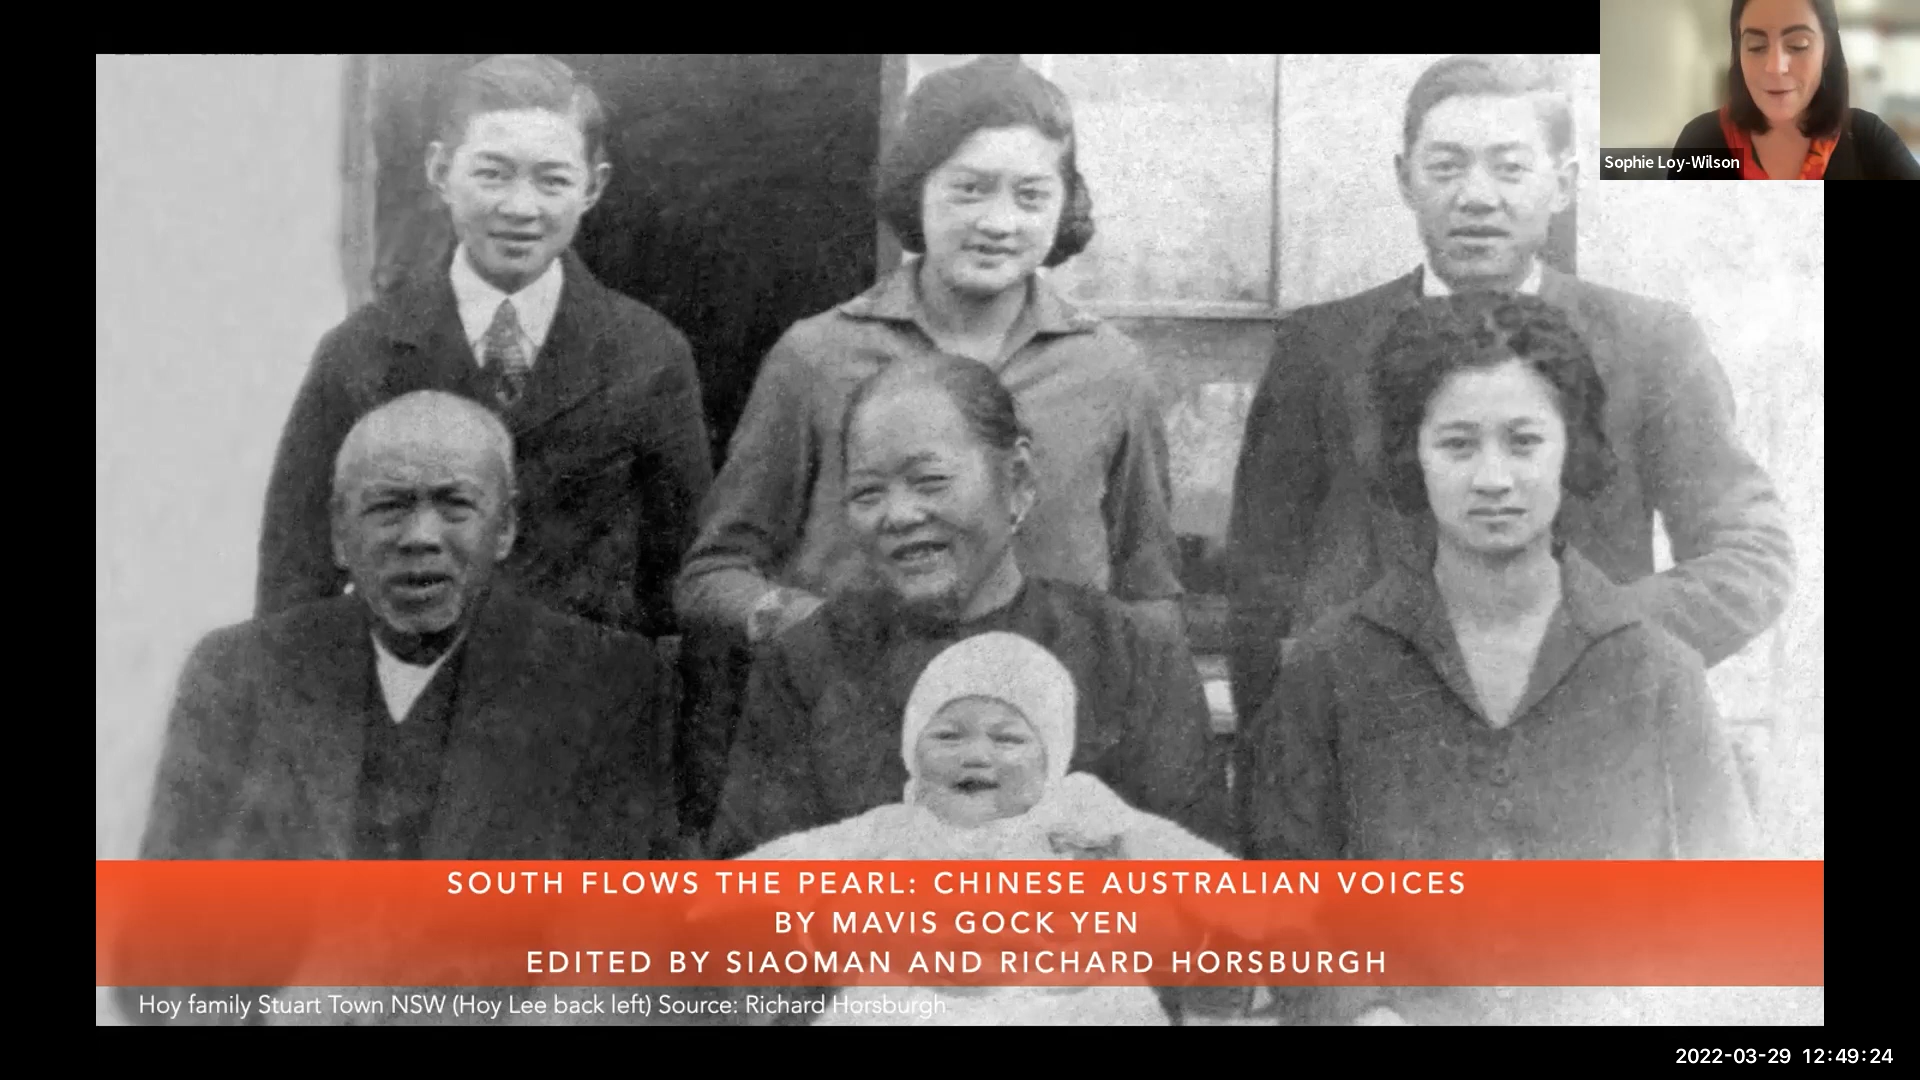 Sophie Loy-Wilson
SOUTH FLOWS THE PEARL: CHINESE AUSTRALIAN VOICES
BY MAVIS GOCK YEN
EDITED BY SIAOMAN AND RICHARD HORSBURGH
Hoy family Stuart Town NSW (Hoy Lee back left) Source: Richard Horsburgh
2022-03-29 12:49:24